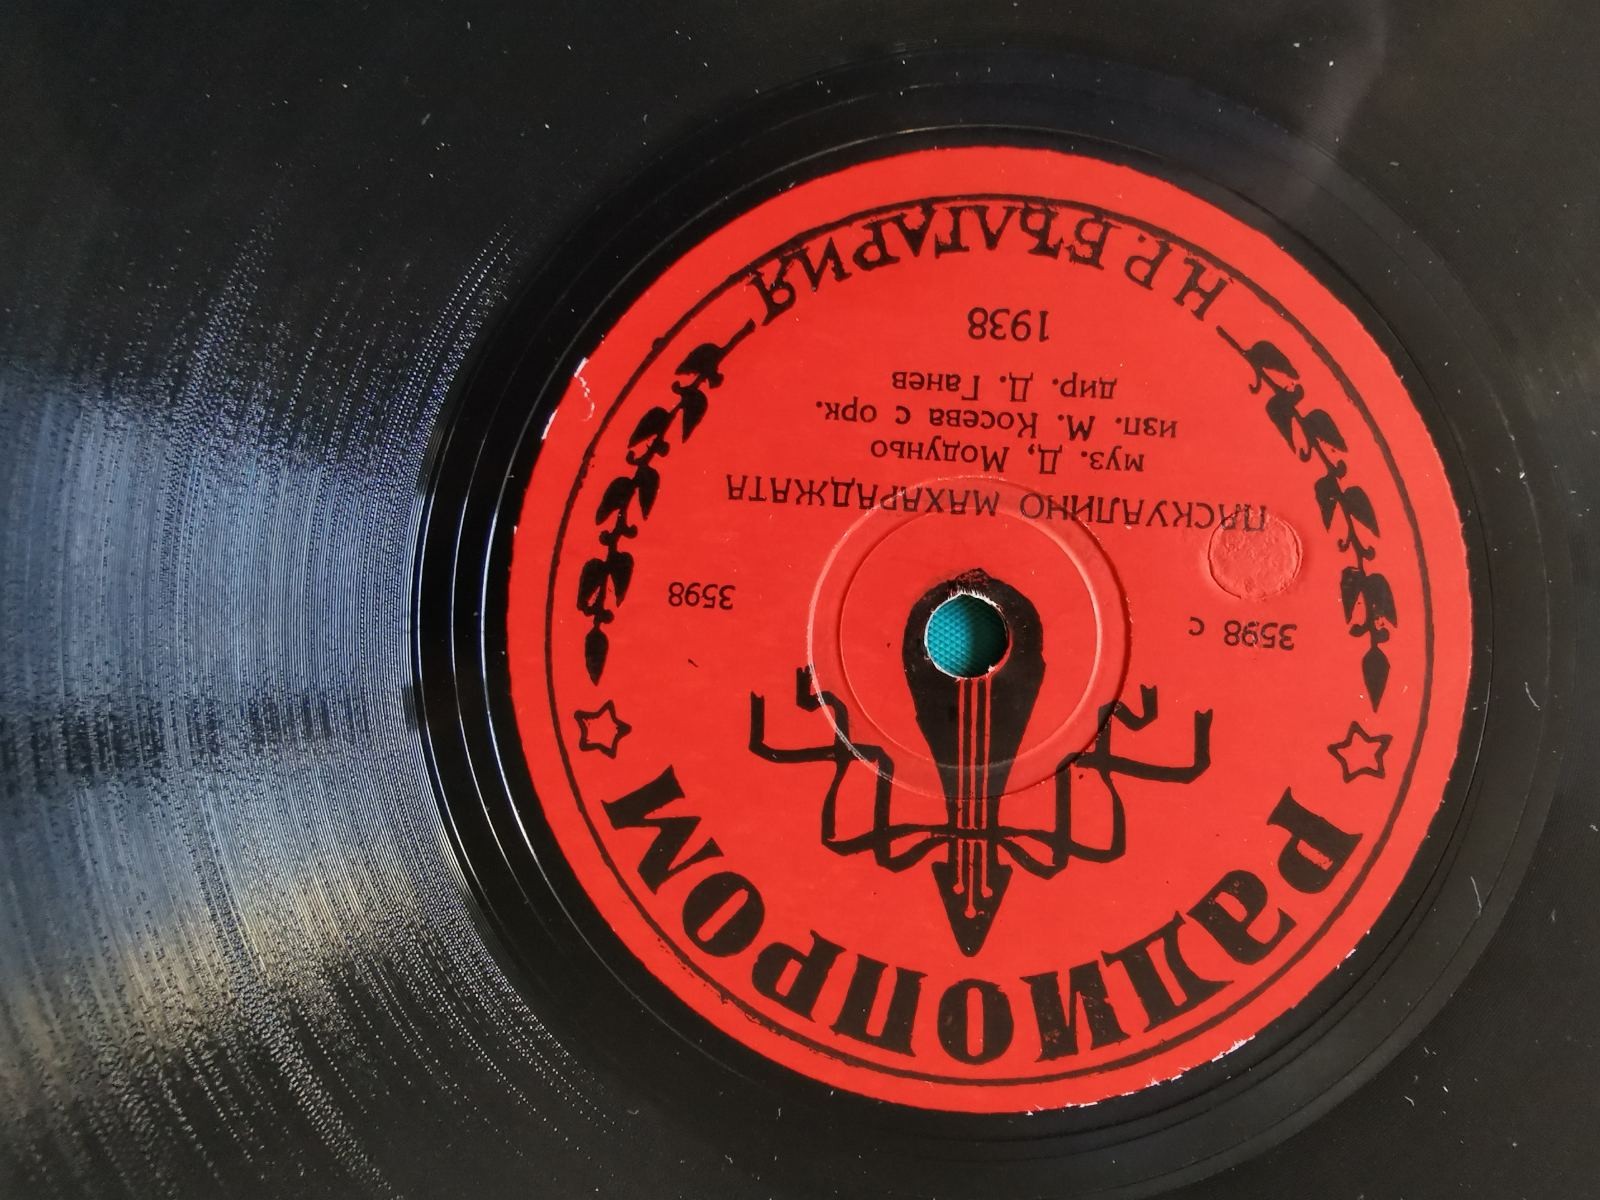 РАДИОПРОМ
3598 с
3598
ПАСКУАЛИНО МАХАРАДЖАТА
муз. Д, Модуньо
изп. М. Косева с орк.
дир. Д. Ганев
1938
Н.Р. БЪЛГАРИЯ